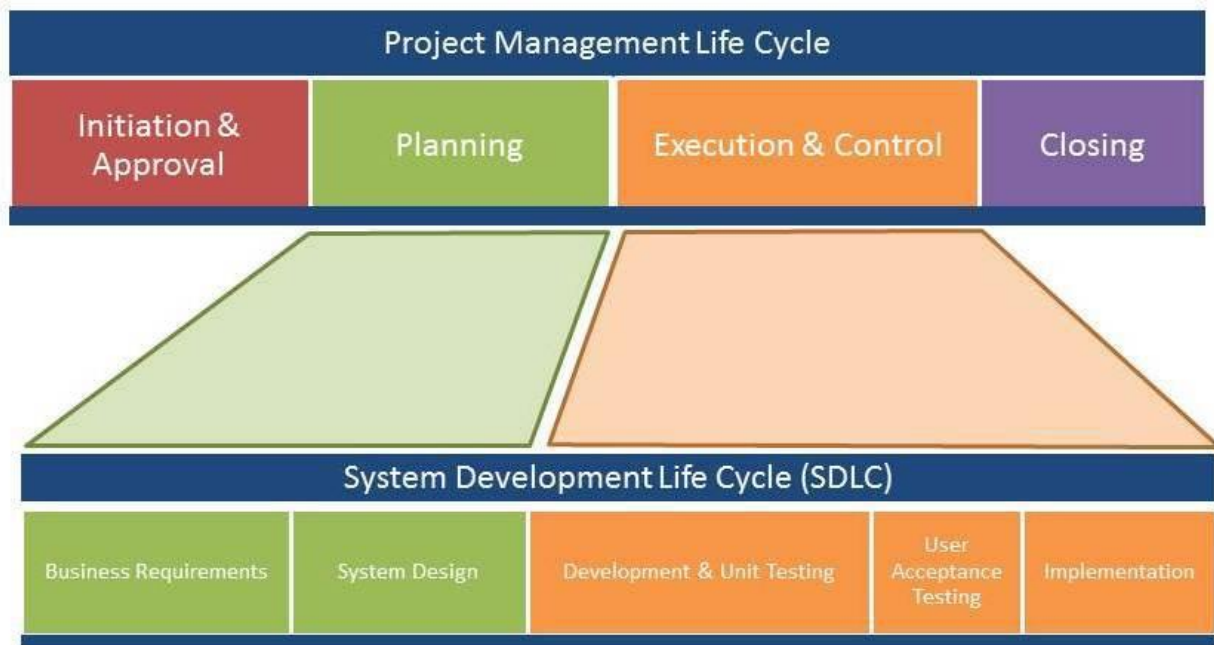 Project Management Life Cycle
Initiation &
Approval
Planning
Execution & Control
Closing
System Development Life Cycle (SDLC)
Business Requirements
System Design
Development & Unit Testing
User
Acceptance
Testing
Implementation